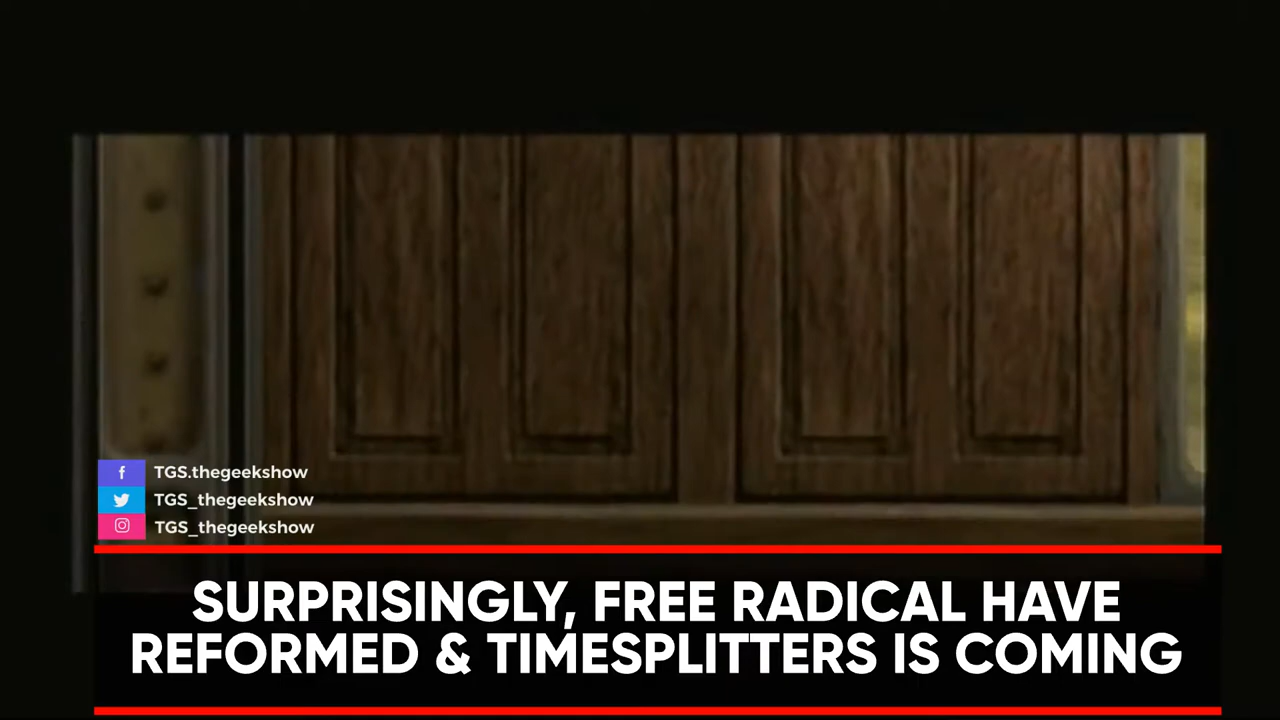 TGS.thegeekshow
TGS_thegeekshow
TGS_thegeekshow
SURPRISINGLY, FREE RADICAL HAVE
REFORMED & TIMESPLITTERS IS COMING